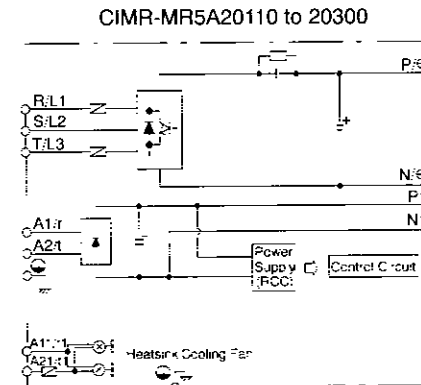 CIMR-MR5A20110 to 20300
P/⊕
R/L1
S/L2
T/L3
N/⊖
P
A1/r
N
A2/t
Power
Supply
(RCC)
Control Circuit
Heatsink Cooling Fan